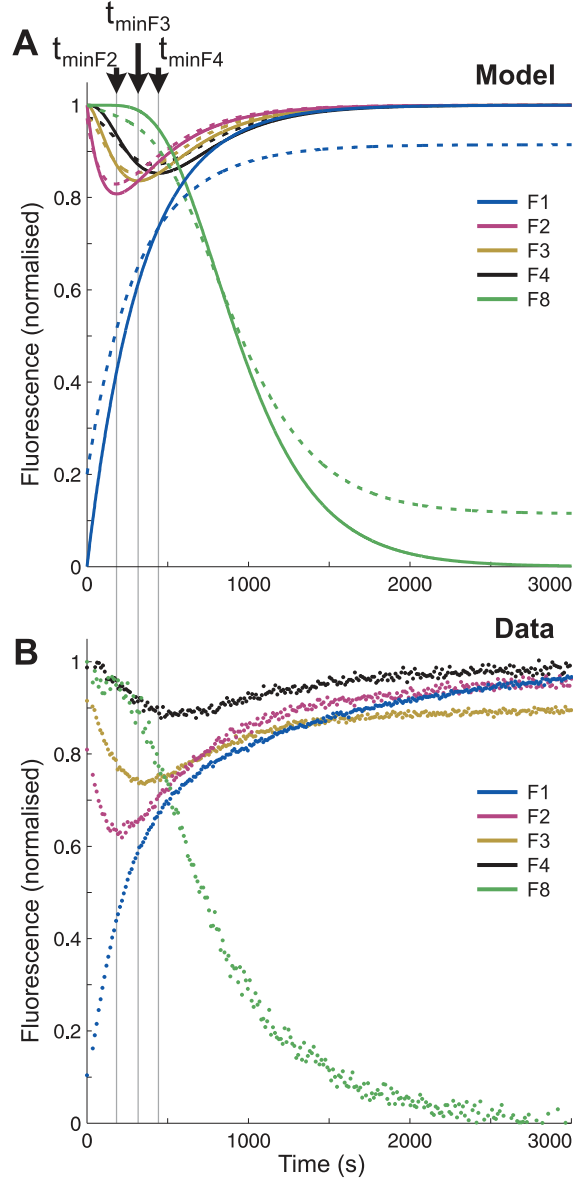 t_minF3
A t_minF2 t_minF4
Model
1
0.8
0.6
0.4
0.2
0
Fluorescence (normalised)
F1
F2
F3
F4
F8
0 1000 2000 3000
B Data
1
0.8
0.6
0.4
0.2
0
Fluorescence (normalised)
F1
F2
F3
F4
F8
0 1000 2000 3000
Time (s)